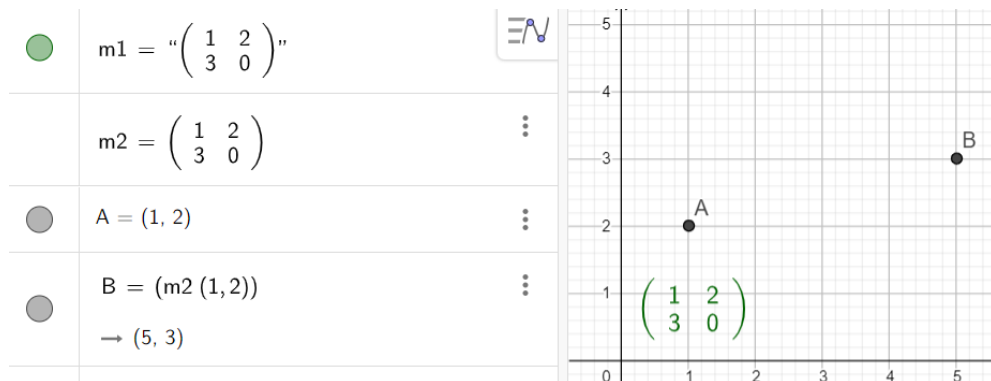 m1 = “( 1 2
3 0 )”
m2 = ( 1 2
3 0 )
A = (1, 2)
B = (m2 (1, 2))
→ (5, 3)
5
4
3
2
1
0
1
2
3
4
5
A
B
( 1 2
3 0 )